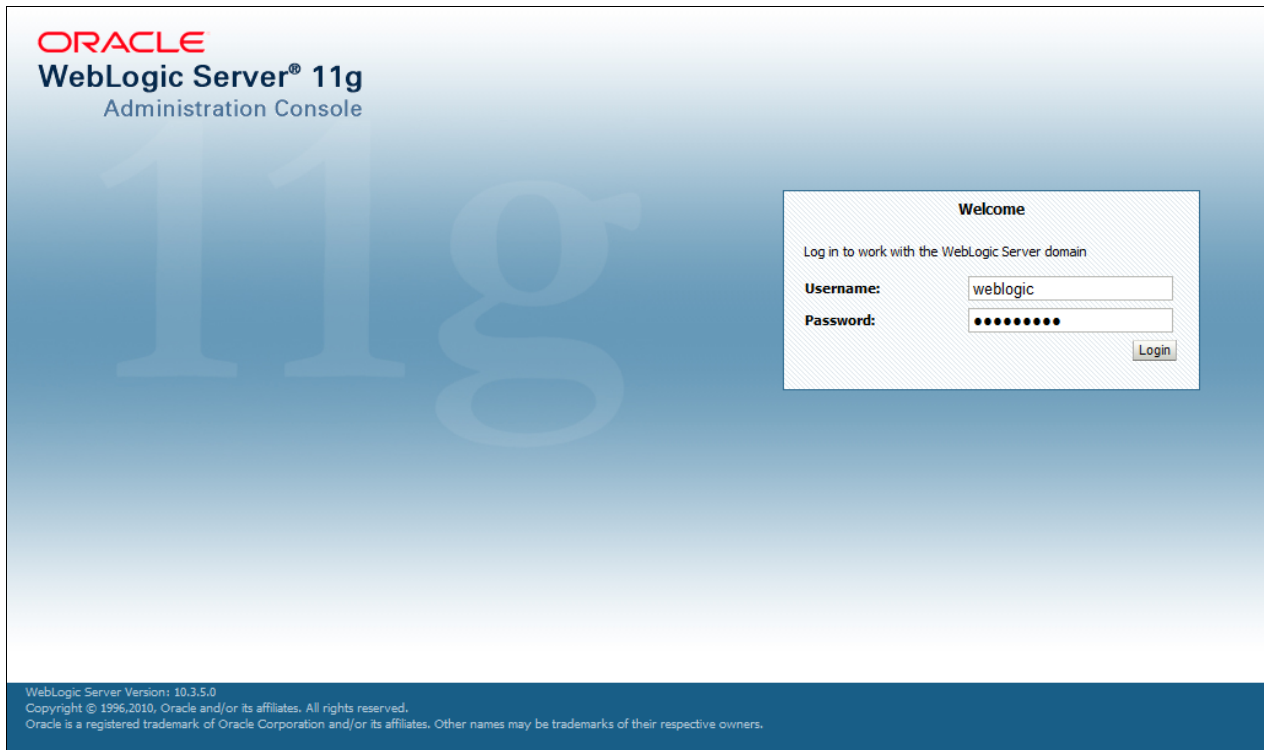 ORACLE
WebLogic Server® 11g
Administration Console
11g
Welcome
Log in to work with the WebLogic Server domain
Username: weblogic
Password: ●●●●●●●●●
Login
WebLogic Server Version: 10.3.5.0
Copyright © 1996,2010, Oracle and/or its affiliates. All rights reserved.
Oracle is a registered trademark of Oracle Corporation and/or its affiliates. Other names may be trademarks of their respective owners.